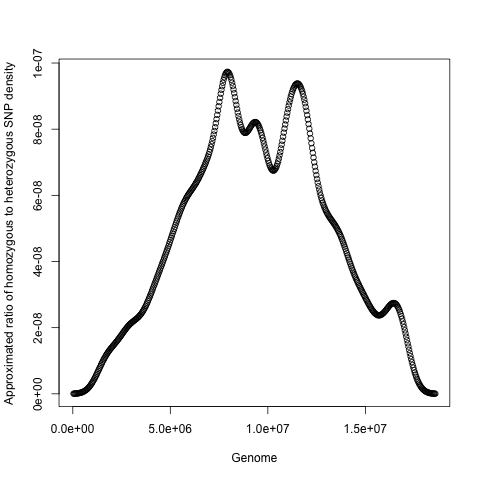 Approximated ratio of homozygous to heterozygous SNP density
1e-07
8e-08
6e-08
4e-08
2e-08
0e+00
0.0e+00 5.0e+06 1.0e+07 1.5e+07
Genome